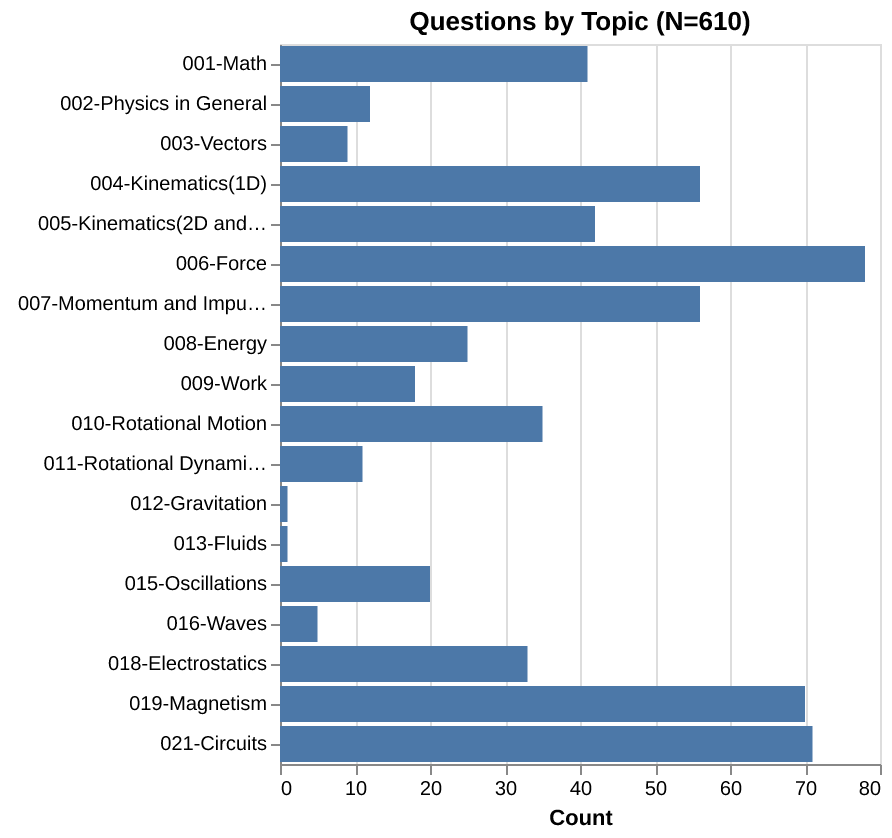 Questions by Topic (N=610)
001-Math
002-Physics in General
003-Vectors
004-Kinematics(1D)
005-Kinematics(2D and…
006-Force
007-Momentum and Impu…
008-Energy
009-Work
010-Rotational Motion
011-Rotational Dynami…
012-Gravitation
013-Fluids
015-Oscillations
016-Waves
018-Electrostatics
019-Magnetism
021-Circuits
0 10 20 30 40 50 60 70 80
Count